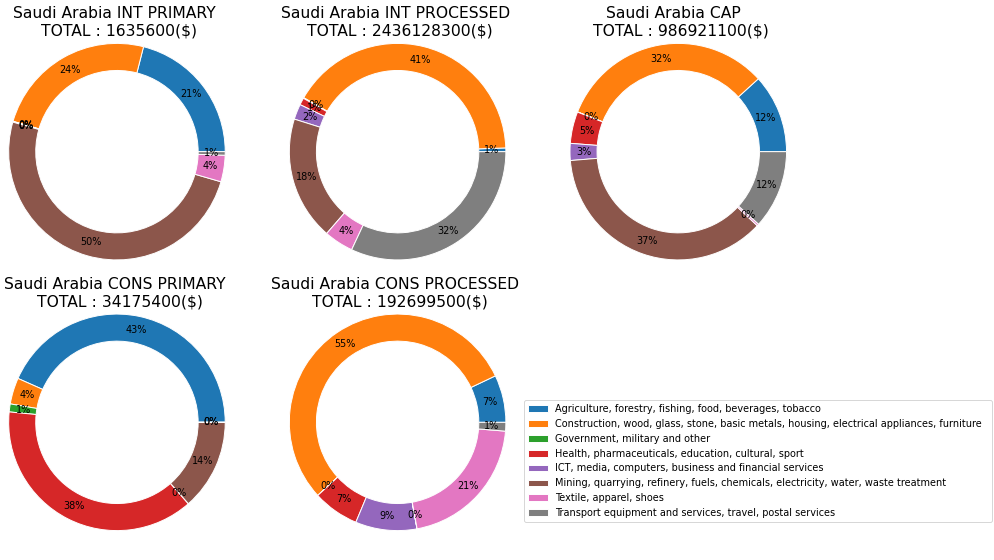 Saudi Arabia INT PRIMARY
TOTAL : 1635600($)
21%
24%
0%
0%
50%
4%
1%
Saudi Arabia INT PROCESSED
TOTAL : 2436128300($)
1%
41%
0%
1%
2%
18%
4%
32%
Saudi Arabia CAP
TOTAL : 986921100($)
12%
32%
0%
5%
3%
37%
0%
12%
Saudi Arabia CONS PRIMARY
TOTAL : 34175400($)
43%
4%
1%
38%
0%
14%
0%
0%
Saudi Arabia CONS PROCESSED
TOTAL : 192699500($)
7%
55%
0%
7%
9%
0%
21%
1%
Agriculture, forestry, fishing, food, beverages, tobacco
Construction, wood, glass, stone, basic metals, housing, electrical appliances, furniture
Government, military and other
Health, pharmaceuticals, education, cultural, sport
ICT, media, computers, business and financial services
Mining, quarrying, refinery, fuels, chemicals, electricity, water, waste treatment
Textile, apparel, shoes
Transport equipment and services, travel, postal services